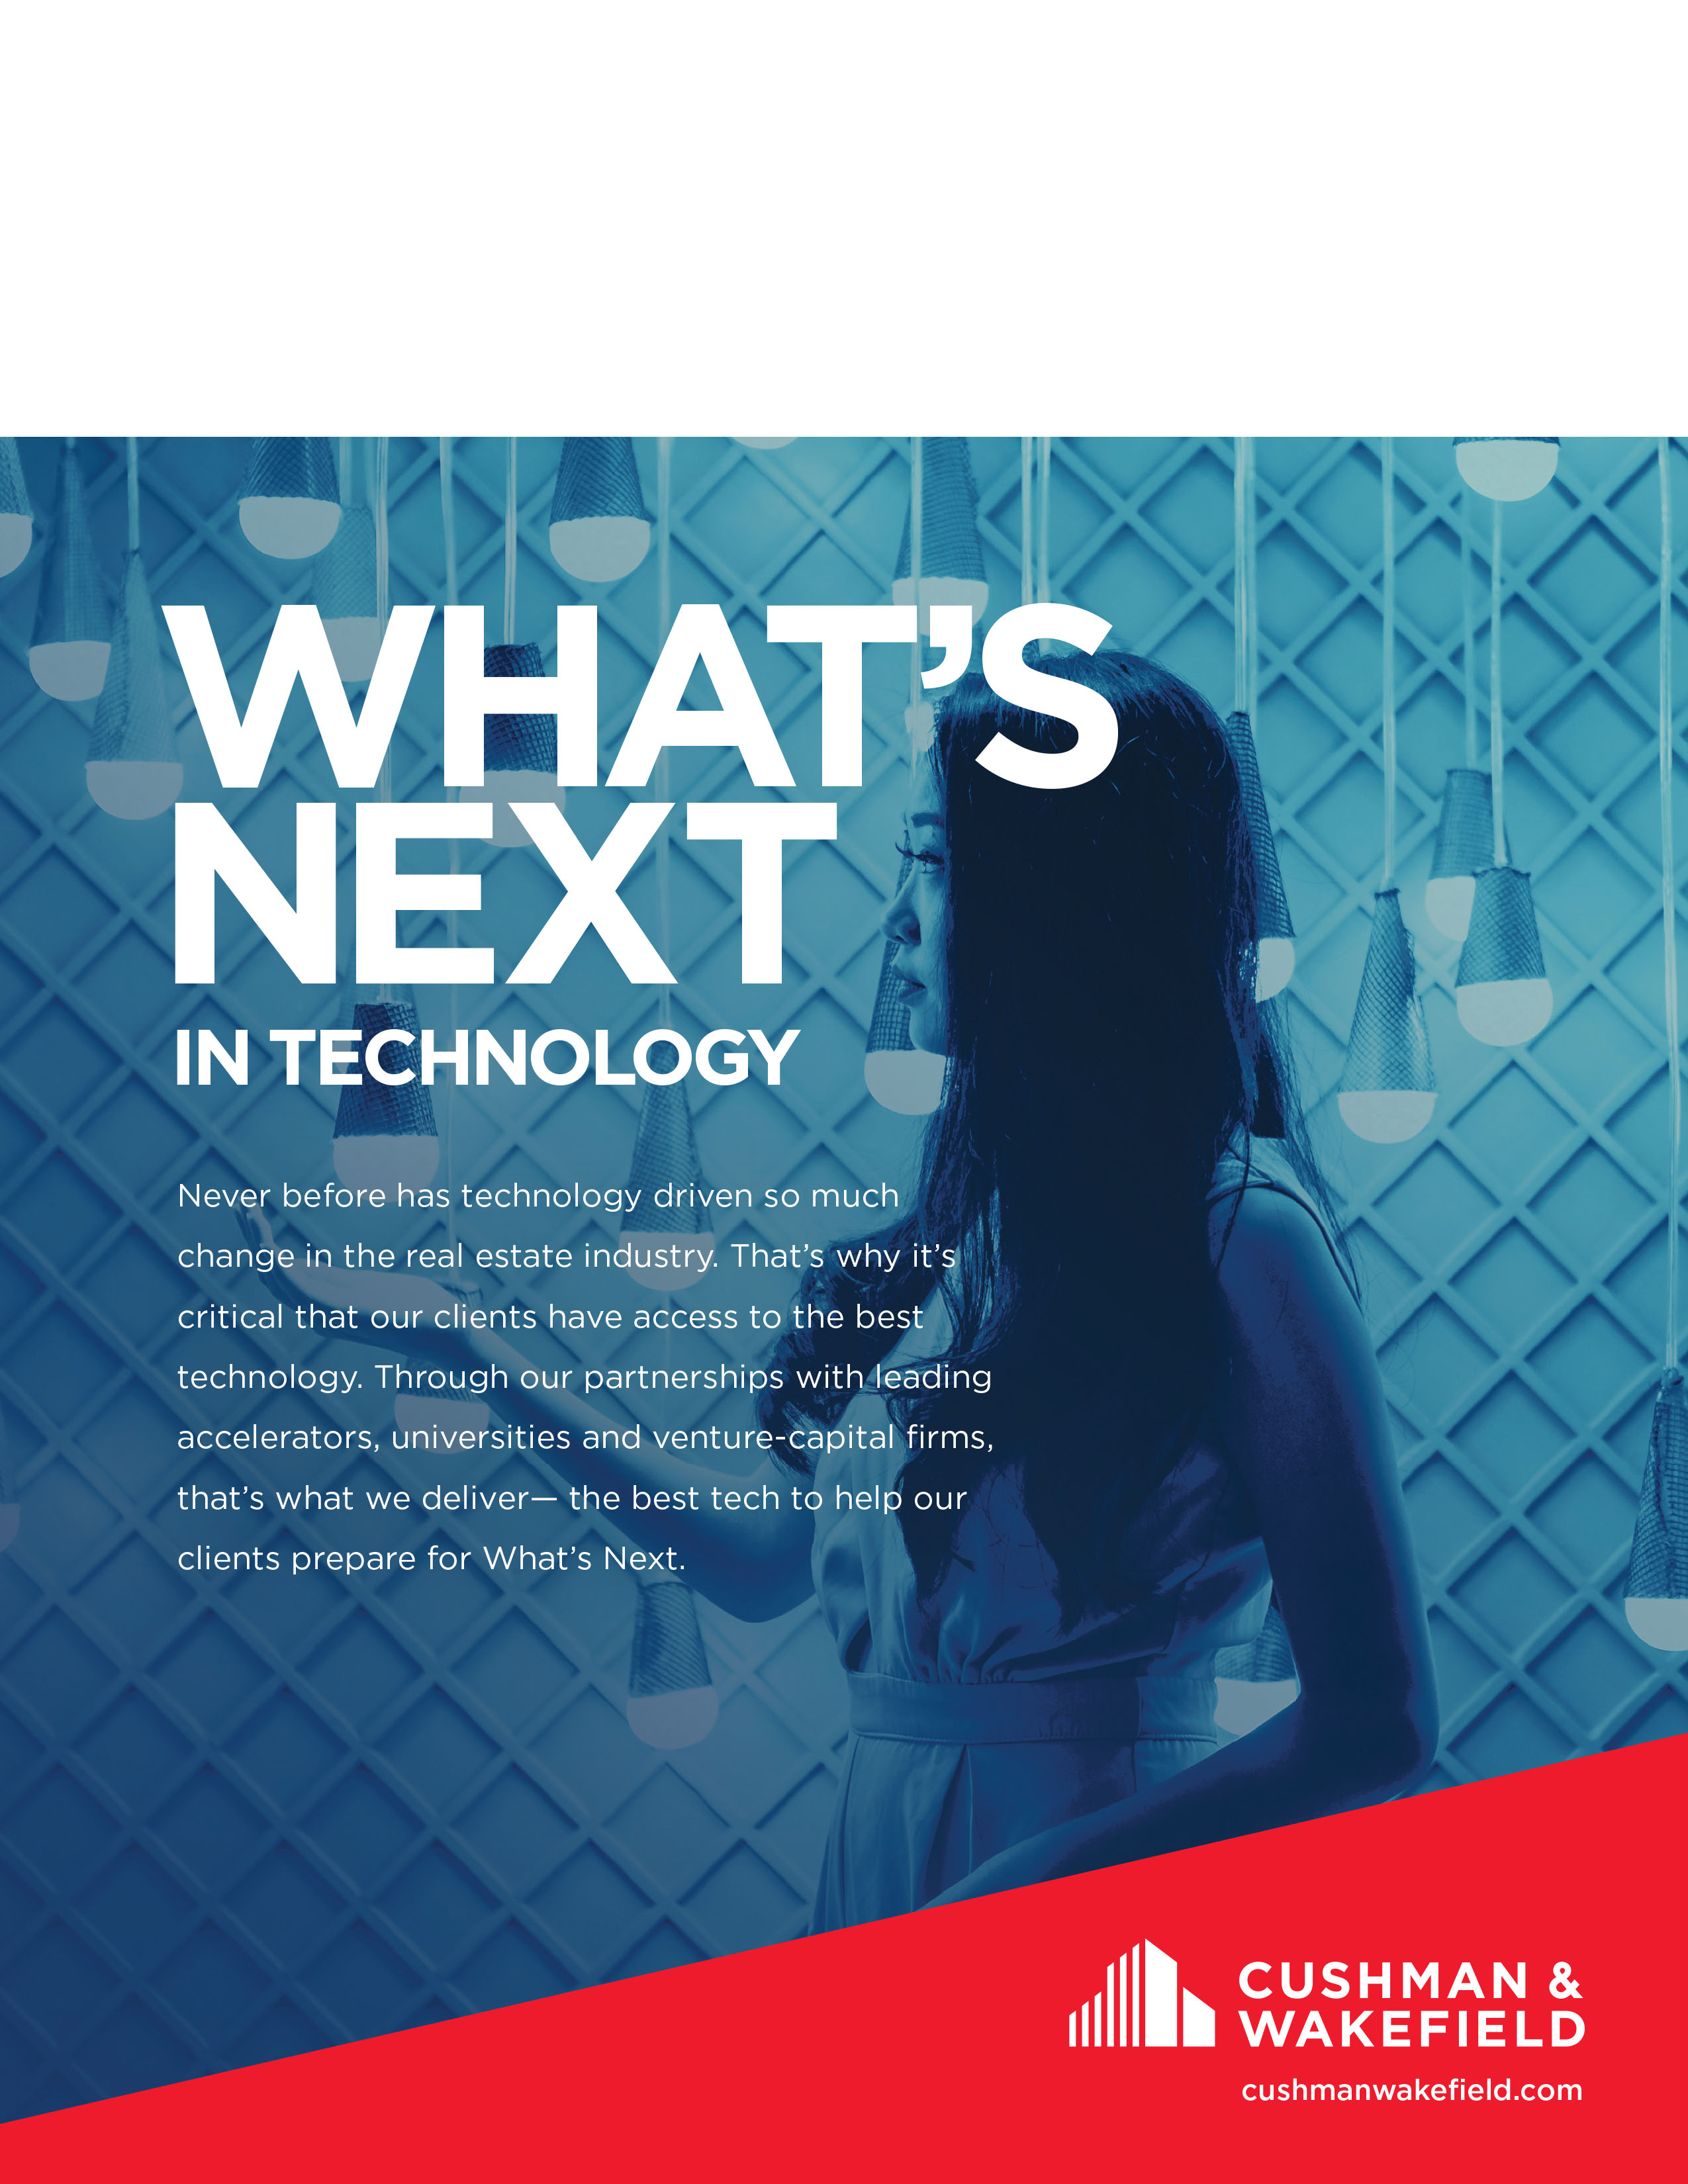 WHAT’S
NEXT
IN TECHNOLOGY
Never before has technology driven so much
change in the real estate industry. That’s why it’s
critical that our clients have access to the best
technology. Through our partnerships with leading
accelerators, universities and venture-capital firms,
that’s what we deliver— the best tech to help our
clients prepare for What’s Next.
CUSHMAN &
WAKEFIELD
cushmanwakefield.com